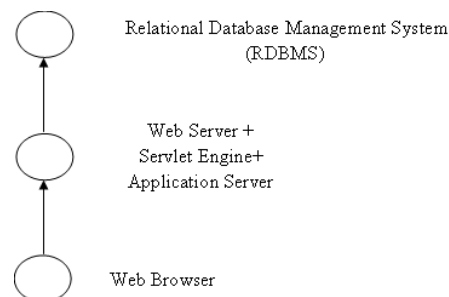 Relational Database Management System
(RDBMS)
Web Server +
Servlet Engine+
Application Server
Web Browser